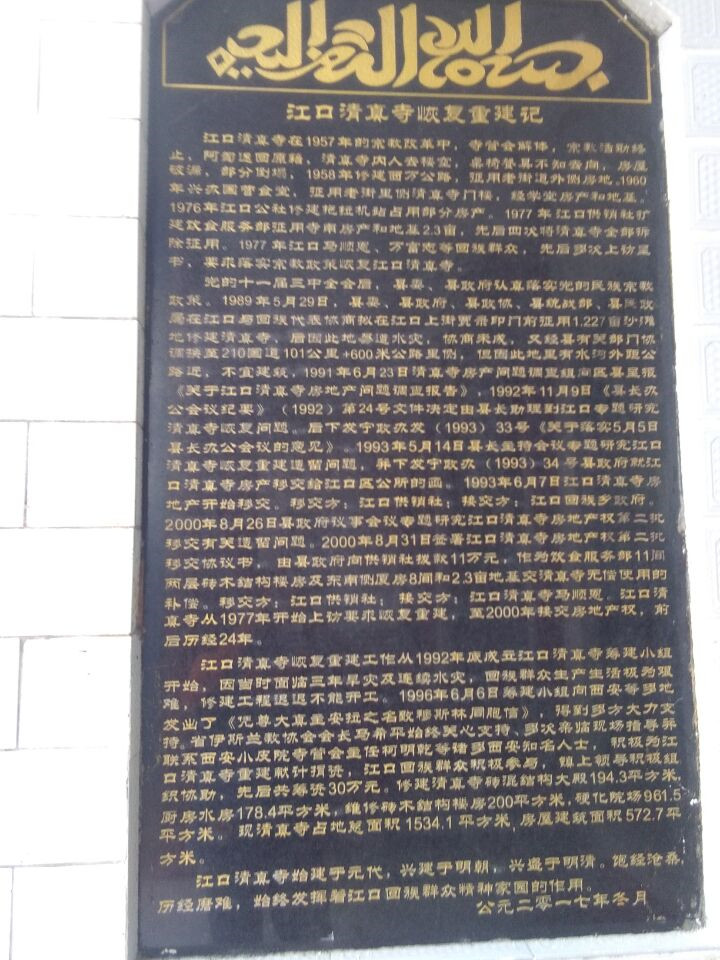 بسم الله الرحمن الرحيم
江口清真寺恢复重建记
江口清真寺在1957年的宗教改革中，寺管会解体，宗教活动终
止，阿訇返回原籍，清真寺内人去楼空，桌椅餐具不知去向，房屋
破漏，部分倒塌，1958年修建西万公路，征用老街道外侧房地。1960
年兴办国营食堂，征用老街里侧清真寺门楼，经学堂房产和地基。
1976年江口公社修建拖拉机站占用部分房产。1977年江口供销社扩
建饮食服务部征用寺南房产和地基2.3亩，先后四次将清真寺全部拆
除征用。1977年江口马顺恩、万富志等回族群众，先后多次上访呈
书，要求落实宗教政策恢复江口清真寺。
党的十一届三中全会后，县委、县政府认真落实党的民族宗教
政策。1989年5月29日，县委、县政府、县政协、县统战部、县民政
局在江口与回族代表协商拟在江口上街贾家印门前征用1.227亩沙滩
地修建清真寺，后因此地易遭水灾，协商未成，又经县有关部门协
调换至210国道101公里+600米公路里侧，但因此地里有水沟外距公
路近，不宜建筑，1991年6月23日清真寺房产问题调查组向区县呈报
《关于江口清真寺房地产问题调查报告》，1992年11月9日《县长办
公会议纪要》（1992）第24号文件决定由县长助理到江口专题研究
清真寺恢复问题。后下发宁政办发（1993）33号《关于落实5月5日
县长办公会议的意见》。1993年5月14日县长主持会议专题研究江口
清真寺恢复重建遗留问题，并下发宁政办（1993）34号县政府就江
口清真寺房产移交给江口区公所的函。1993年6月7日江口清真寺房
地产开始移交。移交方：江口供销社；接交方：江口回族乡政府。
2000年8月26日县政府议事会议专题研究江口清真寺房地产权第二批
移交有关遗留问题。2000年8月31日签署江口清真寺房地产权第二批
移交协议书，由县政府向供销社拨款11万元，作为饮食服务部11间
两层砖木结构楼房及东南侧厦房8间和2.3亩地基交清真寺无偿使用的
补偿。移交方：江口供销社；接交方：江口清真寺马顺恩。江口清
真寺从1977年开始上访要求恢复重建，至2000年接交房地产权，前
后历经24年。
江口清真寺恢复重建工作从1992年底成立江口清真寺筹建小组
开始，因当时面临三年旱灾及连续水灾，回族群众生产生活极为艰
难，修建工程迟迟不能开工。1996年6月6日筹建小组向西安等多地
发出了《凭尊大真主安拉之名致穆斯林同胞信》，得到多方大力支
持。省伊斯兰教协会会长马希平始终关心支持、多次亲临现场指导并
联系西安小皮院寺管会主任柯明乾等诸多西安知名人士，积极为江
口清真寺重建献计捐资，江口回族群众积极参与，镇上领导积极组
织协助，先后共筹资30万元。修建清真寺砖混结构大殿194.3平方米，
厨房水房178.4平方米，维修砖木结构楼房200平方米，硬化院场961.5
平方米。现清真寺占地总面积1534.1平方米，房屋建筑面积572.7平
方米。
江口清真寺始建于元代，兴建于明朝，兴盛于明清。饱经沧桑，
历经磨难，始终发挥着江口回族群众精神家园的作用。
公元二零一七年冬月